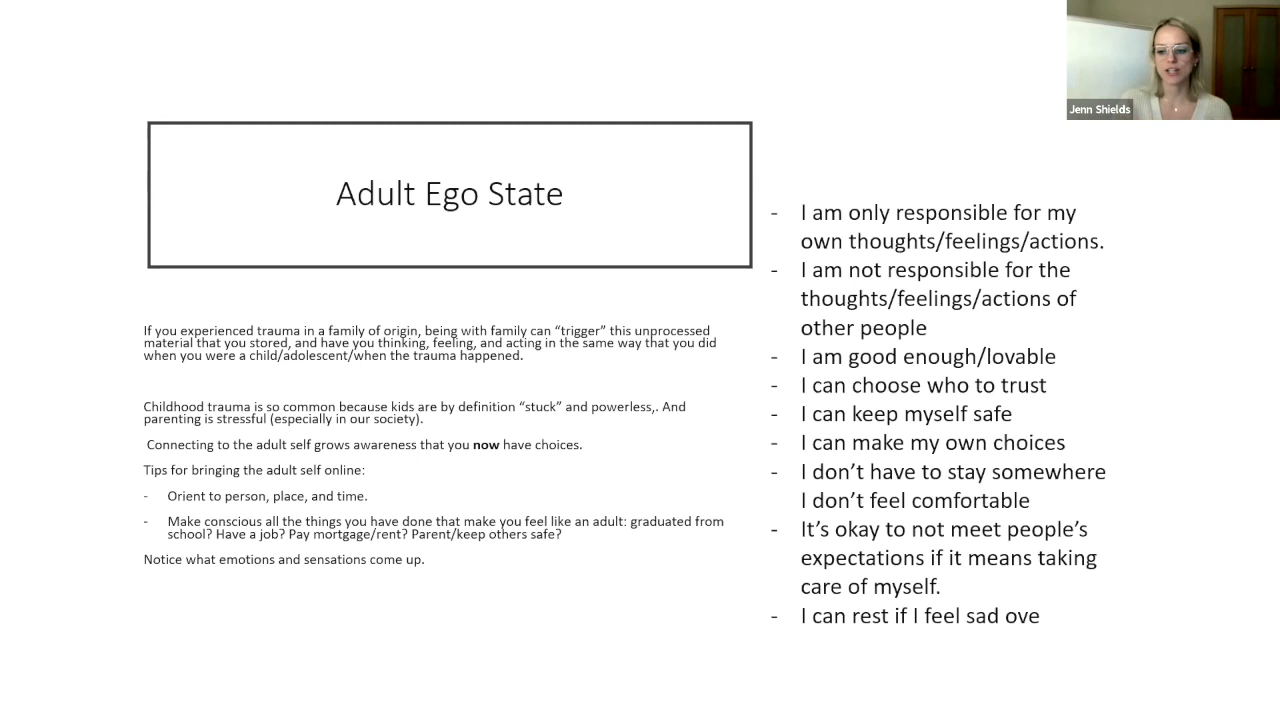 Jenn Shields
Adult Ego State
If you experienced trauma in a family of origin, being with family can “trigger” this unprocessed
material that you stored, and have you thinking, feeling, and acting in the same way that you did
when you were a child/adolescent/when the trauma happened.
Childhood trauma is so common because kids are by definition “stuck” and powerless,. And
parenting is stressful (especially in our society).
Connecting to the adult self grows awareness that you now have choices.
Tips for bringing the adult self online:
- Orient to person, place, and time.
- Make conscious all the things you have done that make you feel like an adult: graduated from
school? Have a job? Pay mortgage/rent? Parent/keep others safe?
Notice what emotions and sensations come up.
- I am only responsible for my
own thoughts/feelings/actions.
- I am not responsible for the
thoughts/feelings/actions of
other people
- I am good enough/lovable
- I can choose who to trust
- I can keep myself safe
- I can make my own choices
- I don’t have to stay somewhere
I don’t feel comfortable
- It’s okay to not meet people’s
expectations if it means taking
care of myself.
- I can rest if I feel sad ove